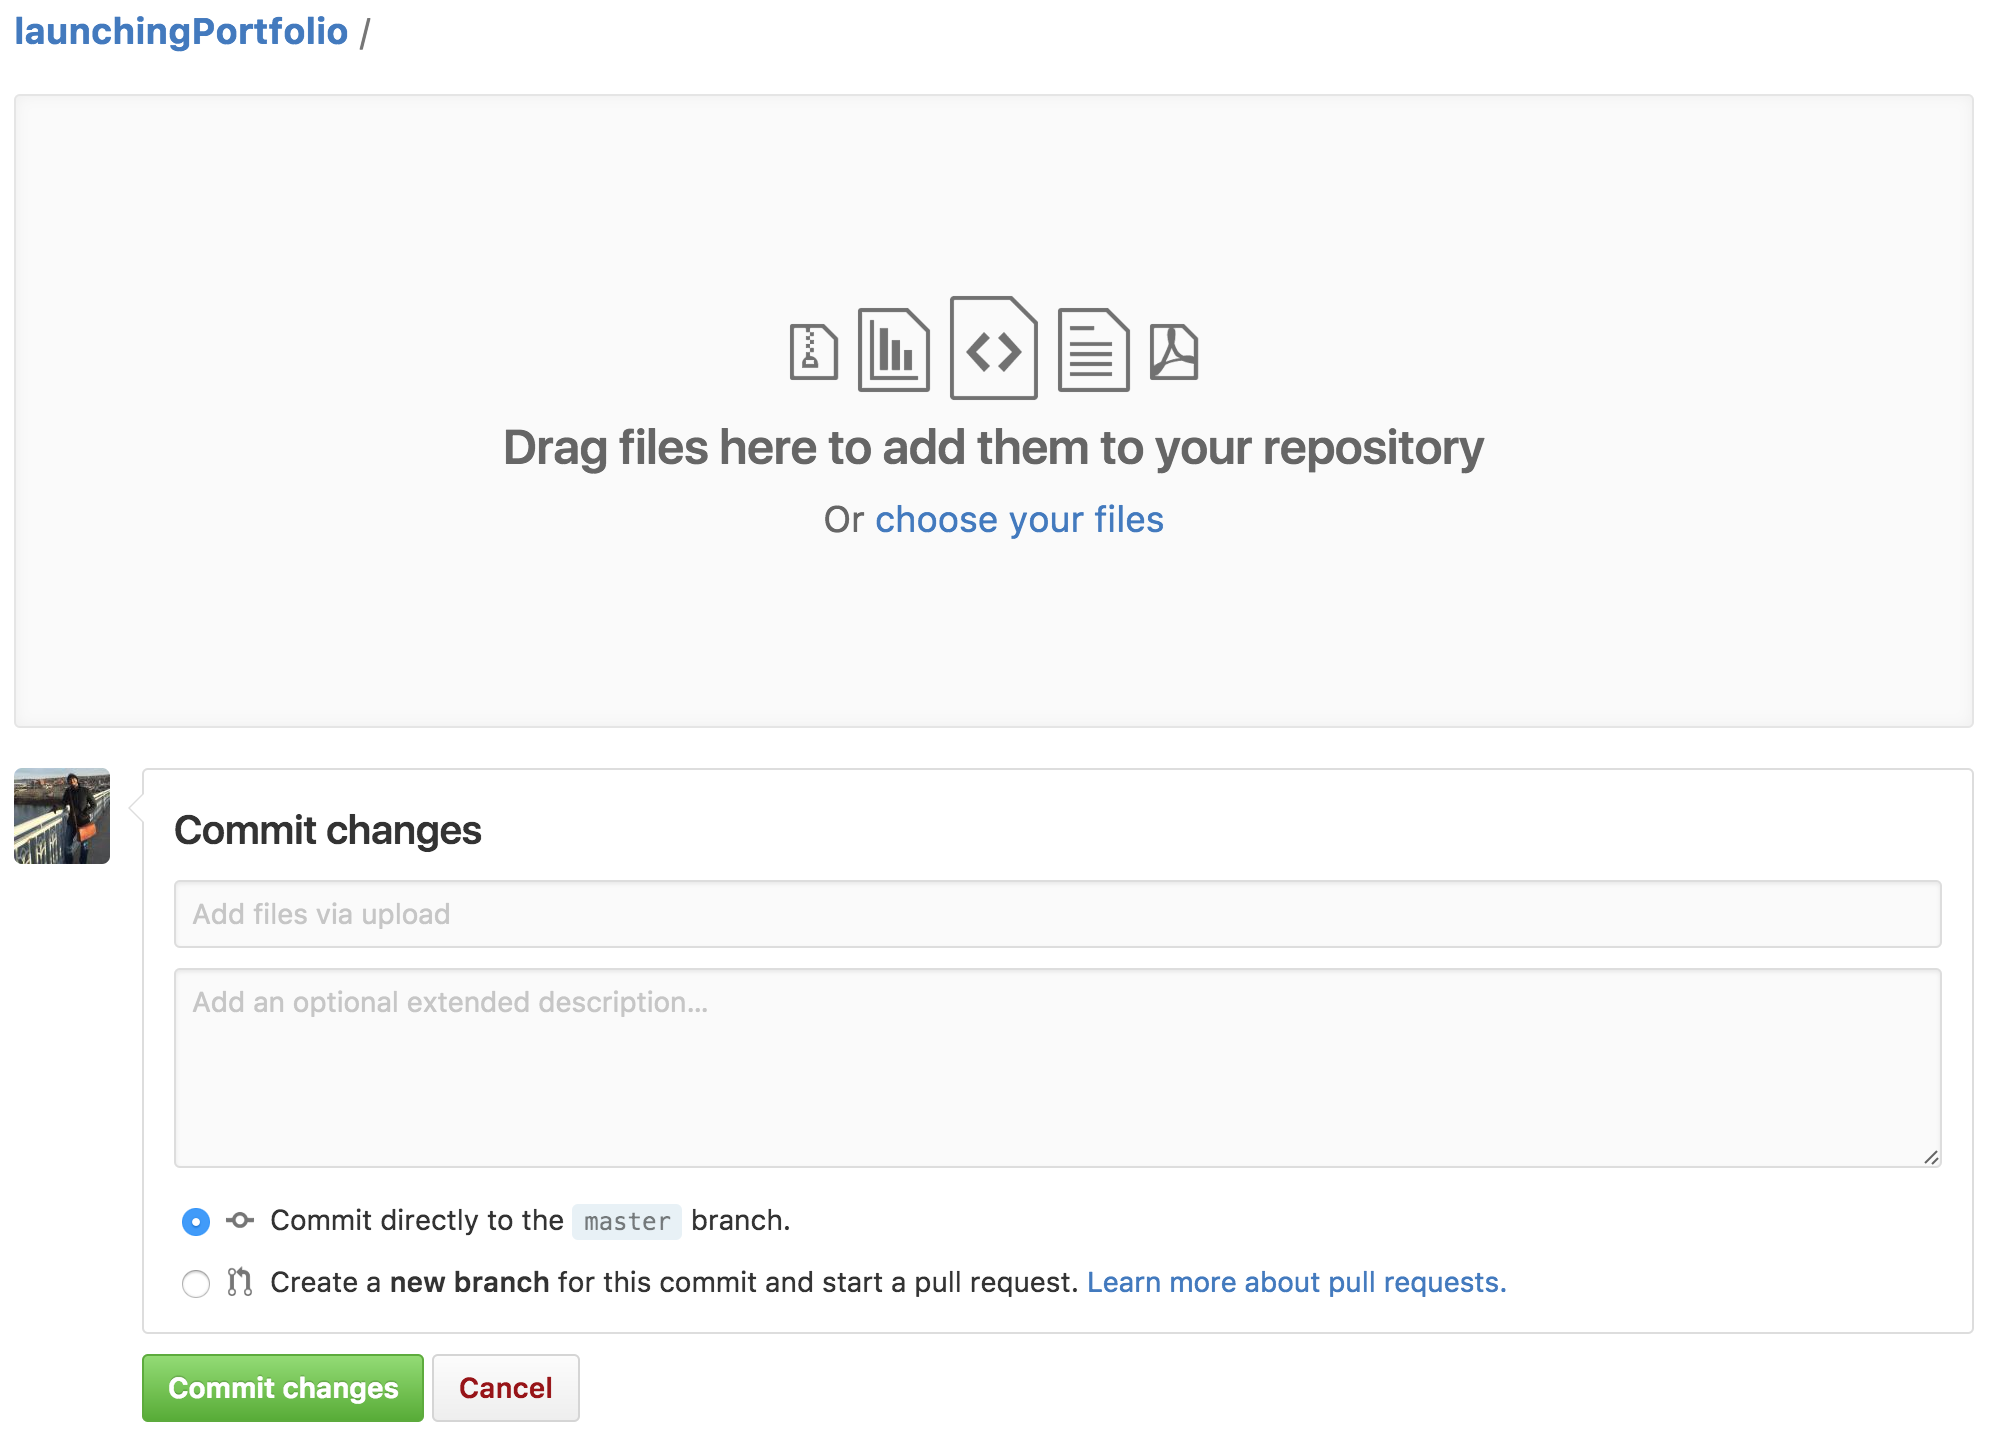 launchingPortfolio /
Drag files here to add them to your repository
Or choose your files
Commit changes
Add files via upload
Add an optional extended description...
Commit directly to the master branch.
Create a new branch for this commit and start a pull request. Learn more about pull requests.
Commit changes Cancel